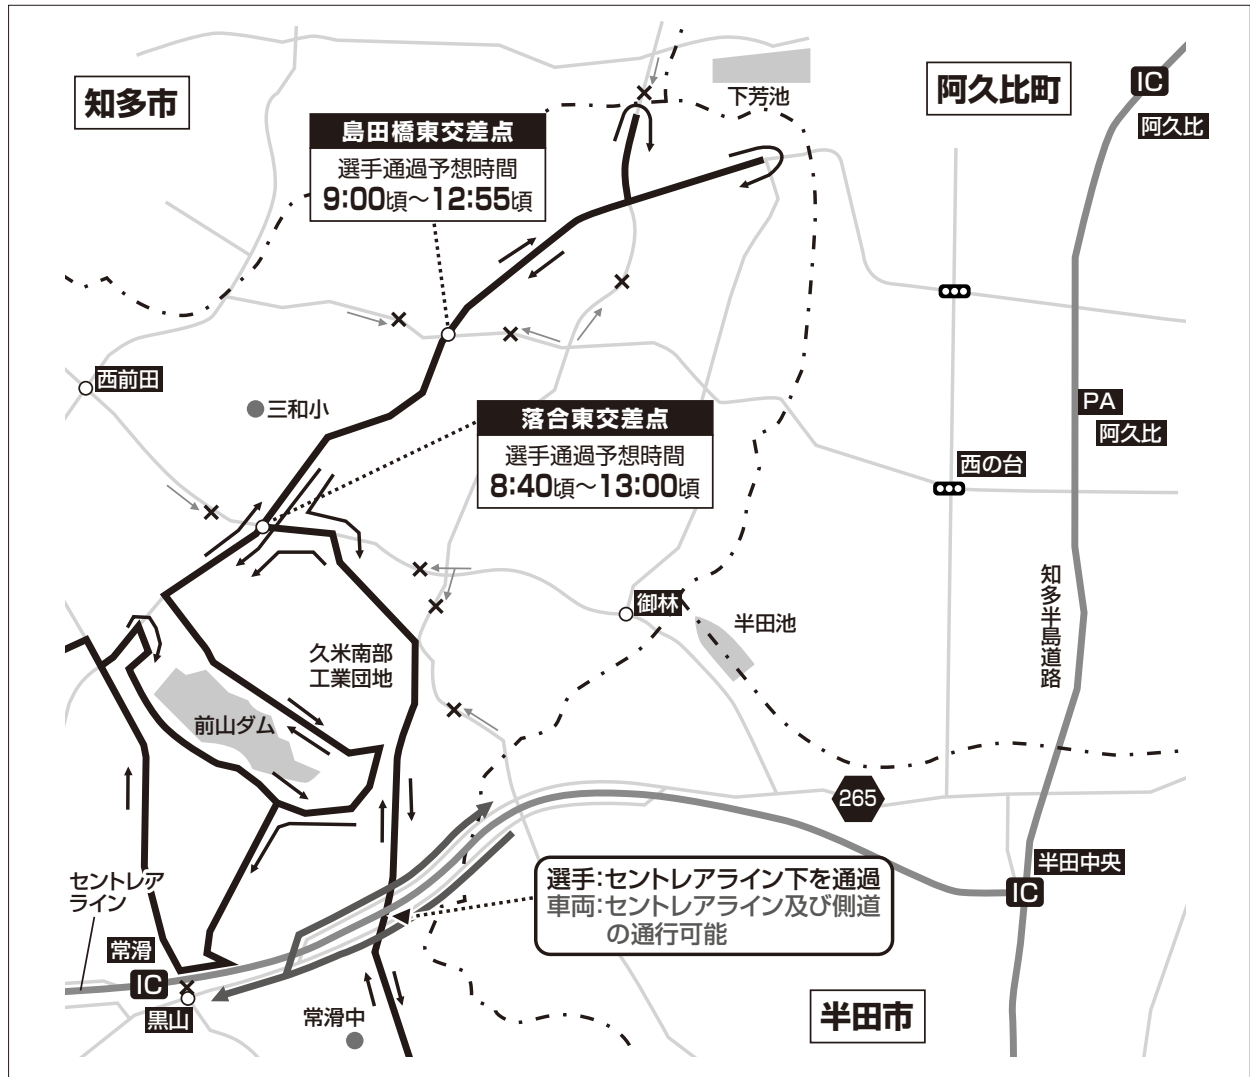 知多市
阿久比町
IC
阿久比
下芳池
島田橋東交差点
選手通過予想時間
9:00頃～12:55頃
西前田
三和小
PA
阿久比
落合東交差点
選手通過予想時間
8:40頃～13:00頃
西の台
知多半島道路
御林
半田池
久米南部
工業団地
前山ダム
265
半田中央
IC
選手:セントレアライン下を通過
車両:セントレアライン及び側道
の通行可能
セントレア
ライン
常滑
IC
黒山
常滑中
半田市